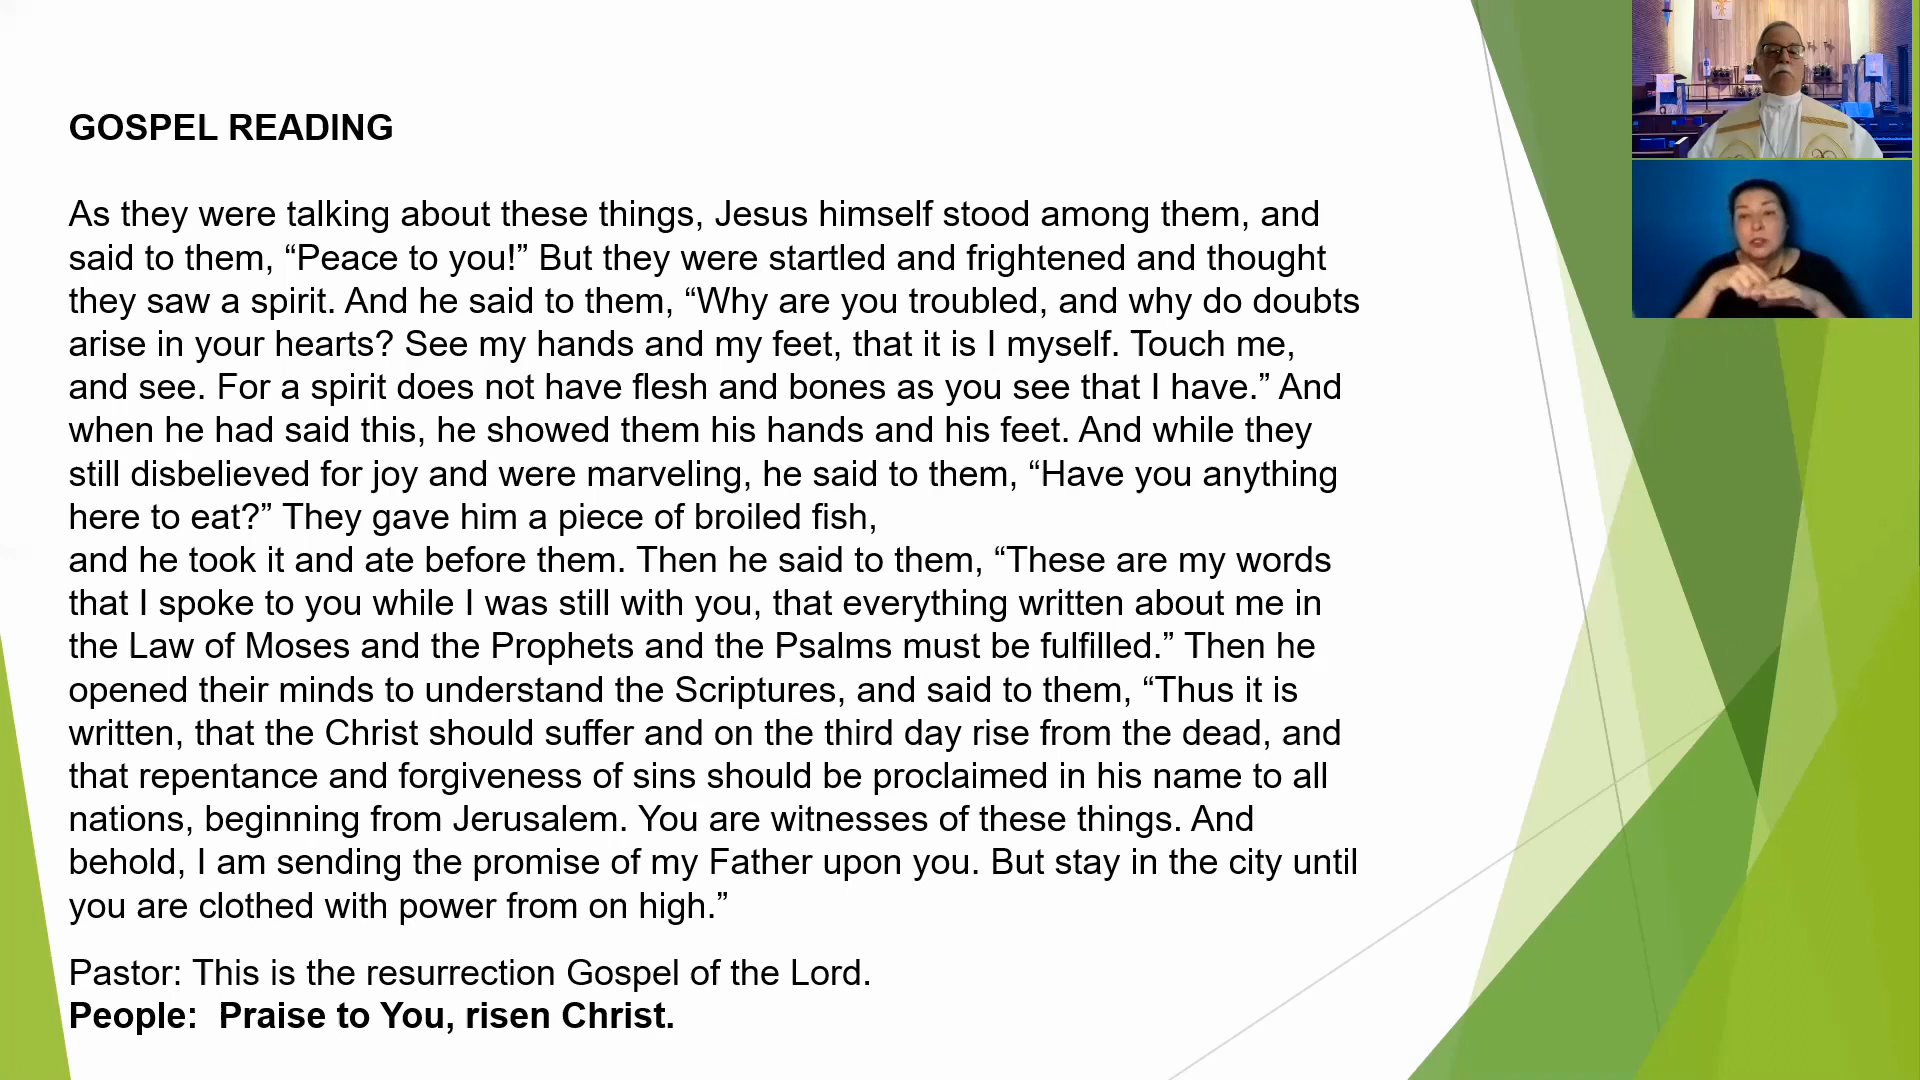 GOSPEL READING
As they were talking about these things, Jesus himself stood among them, and
said to them, “Peace to you!” But they were startled and frightened and thought
they saw a spirit. And he said to them, “Why are you troubled, and why do doubts
arise in your hearts? See my hands and my feet, that it is I myself. Touch me,
and see. For a spirit does not have flesh and bones as you see that I have.” And
when he had said this, he showed them his hands and his feet. And while they
still disbelieved for joy and were marveling, he said to them, “Have you anything
here to eat?” They gave him a piece of broiled fish,
and he took it and ate before them. Then he said to them, “These are my words
that I spoke to you while I was still with you, that everything written about me in
the Law of Moses and the Prophets and the Psalms must be fulfilled.” Then he
opened their minds to understand the Scriptures, and said to them, “Thus it is
written, that the Christ should suffer and on the third day rise from the dead, and
that repentance and forgiveness of sins should be proclaimed in his name to all
nations, beginning from Jerusalem. You are witnesses of these things. And
behold, I am sending the promise of my Father upon you. But stay in the city until
you are clothed with power from on high.”
Pastor: This is the resurrection Gospel of the Lord.
People:  Praise to You, risen Christ.